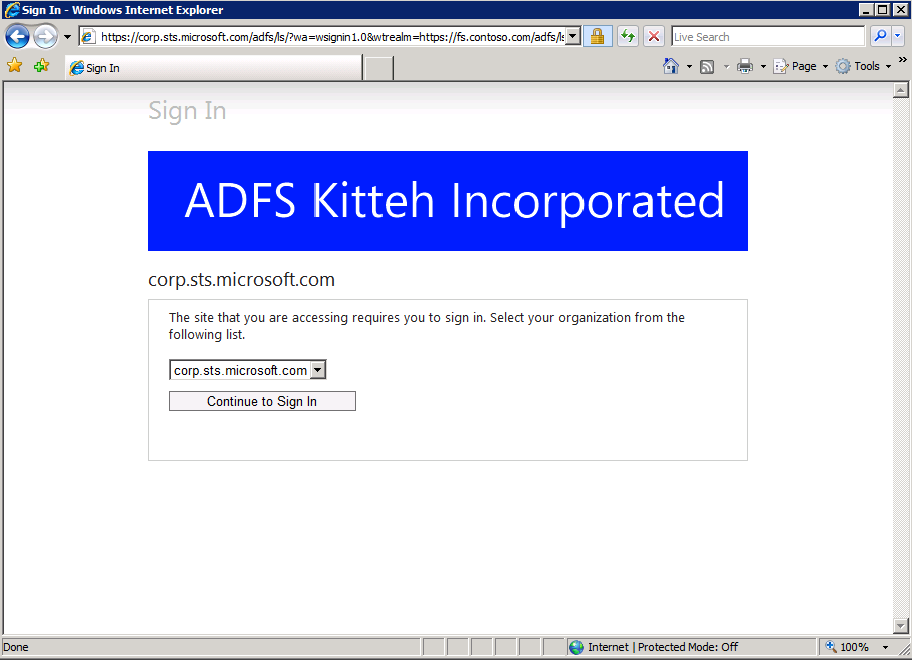 Sign In - Windows Internet Explorer
https://corp.sts.microsoft.com/adfs/ls/?wa=wsignin1.0&wtrealm=https://fs.contoso.com/adfs/ls
Live Search
Sign In
Page
Tools
Sign In
ADFS Kitteh Incorporated
corp.sts.microsoft.com
The site that you are accessing requires you to sign in. Select your organization from the
following list.
corp.sts.microsoft.com
Continue to Sign In
Done
Internet | Protected Mode: Off
100%